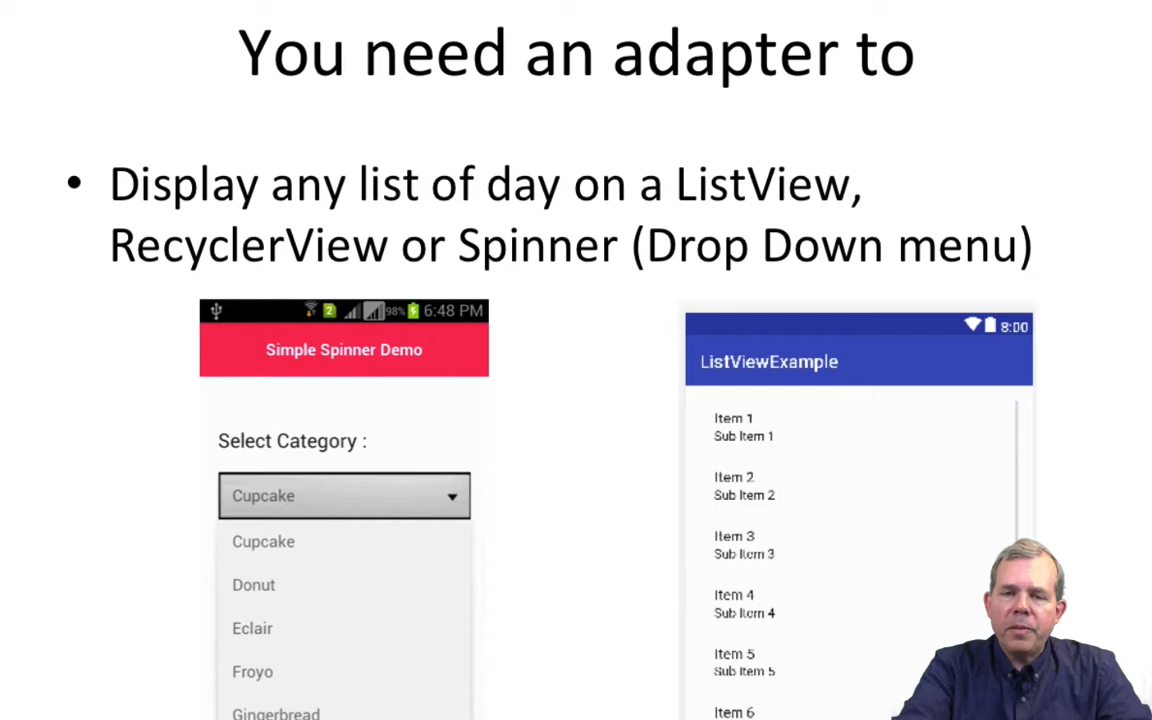 You need an adapter to
• Display any list of day on a ListView,
RecyclerView or Spinner (Drop Down menu)
2 98% 6:48 PM
Simple Spinner Demo
Select Category :
Cupcake
Cupcake
Donut
Eclair
Froyo
Gingerbread
8:00
ListViewExample
Item 1
Sub Item 1
Item 2
Sub Item 2
Item 3
Sub Item 3
Item 4
Sub Item 4
Item 5
Sub Item 5
Item 6